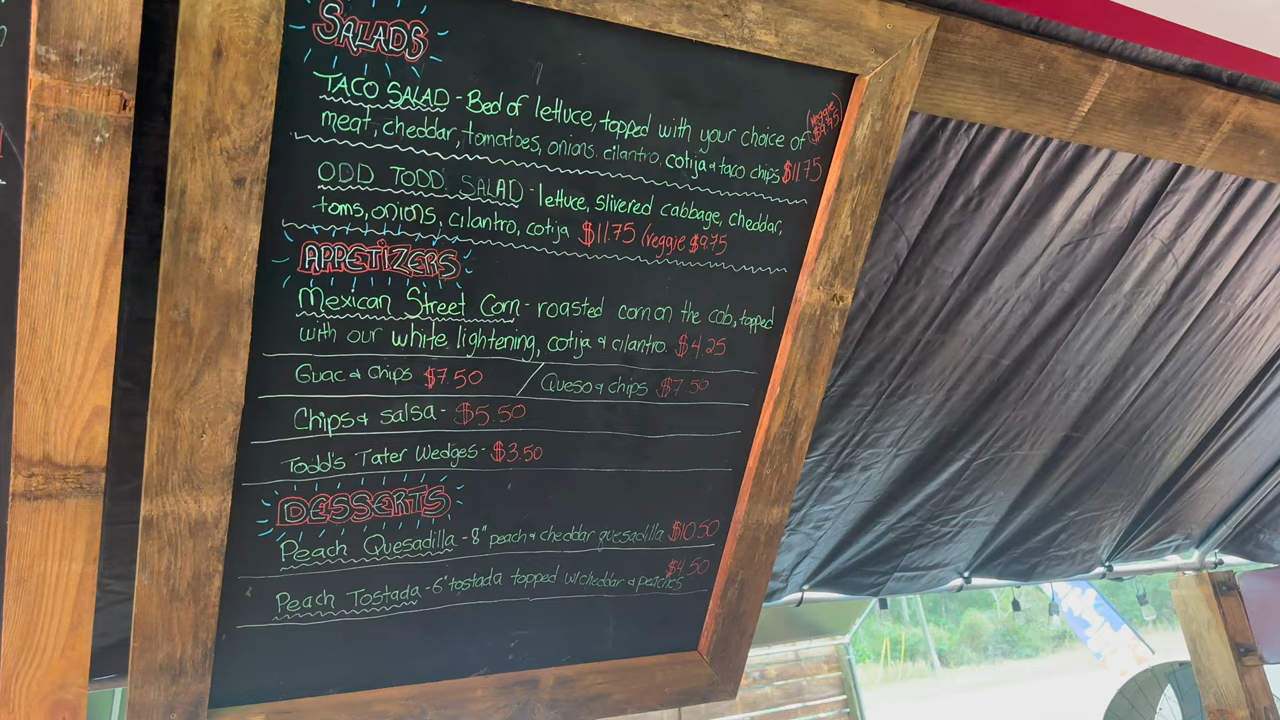 SALADS
TACO SALAD - Bed of lettuce, topped with your choice of (veggie $9.75)
meat, cheddar, tomatoes, onions. cilantro, cotija & taco chips $11.75
ODD TODD SALAD - lettuce, slivered cabbage, cheddar,
toms, onions, cilantro, cotija $11.75 (veggie $9.75
APPETIZERS
Mexican Street Corn - roasted corn on the cob, topped
with our white lightening, cotija & cilantro. $4.25
Guac & Chips $7.50 / Queso & chips $7.50
Chips & salsa - $5.50
Todd's Tater Wedges - $3.50
DESSERTS
Peach Quesadilla - 8" peach & cheddar quesadilla $10.50
Peach Tostada - 6" tostada topped w/cheddar & peaches $4.50